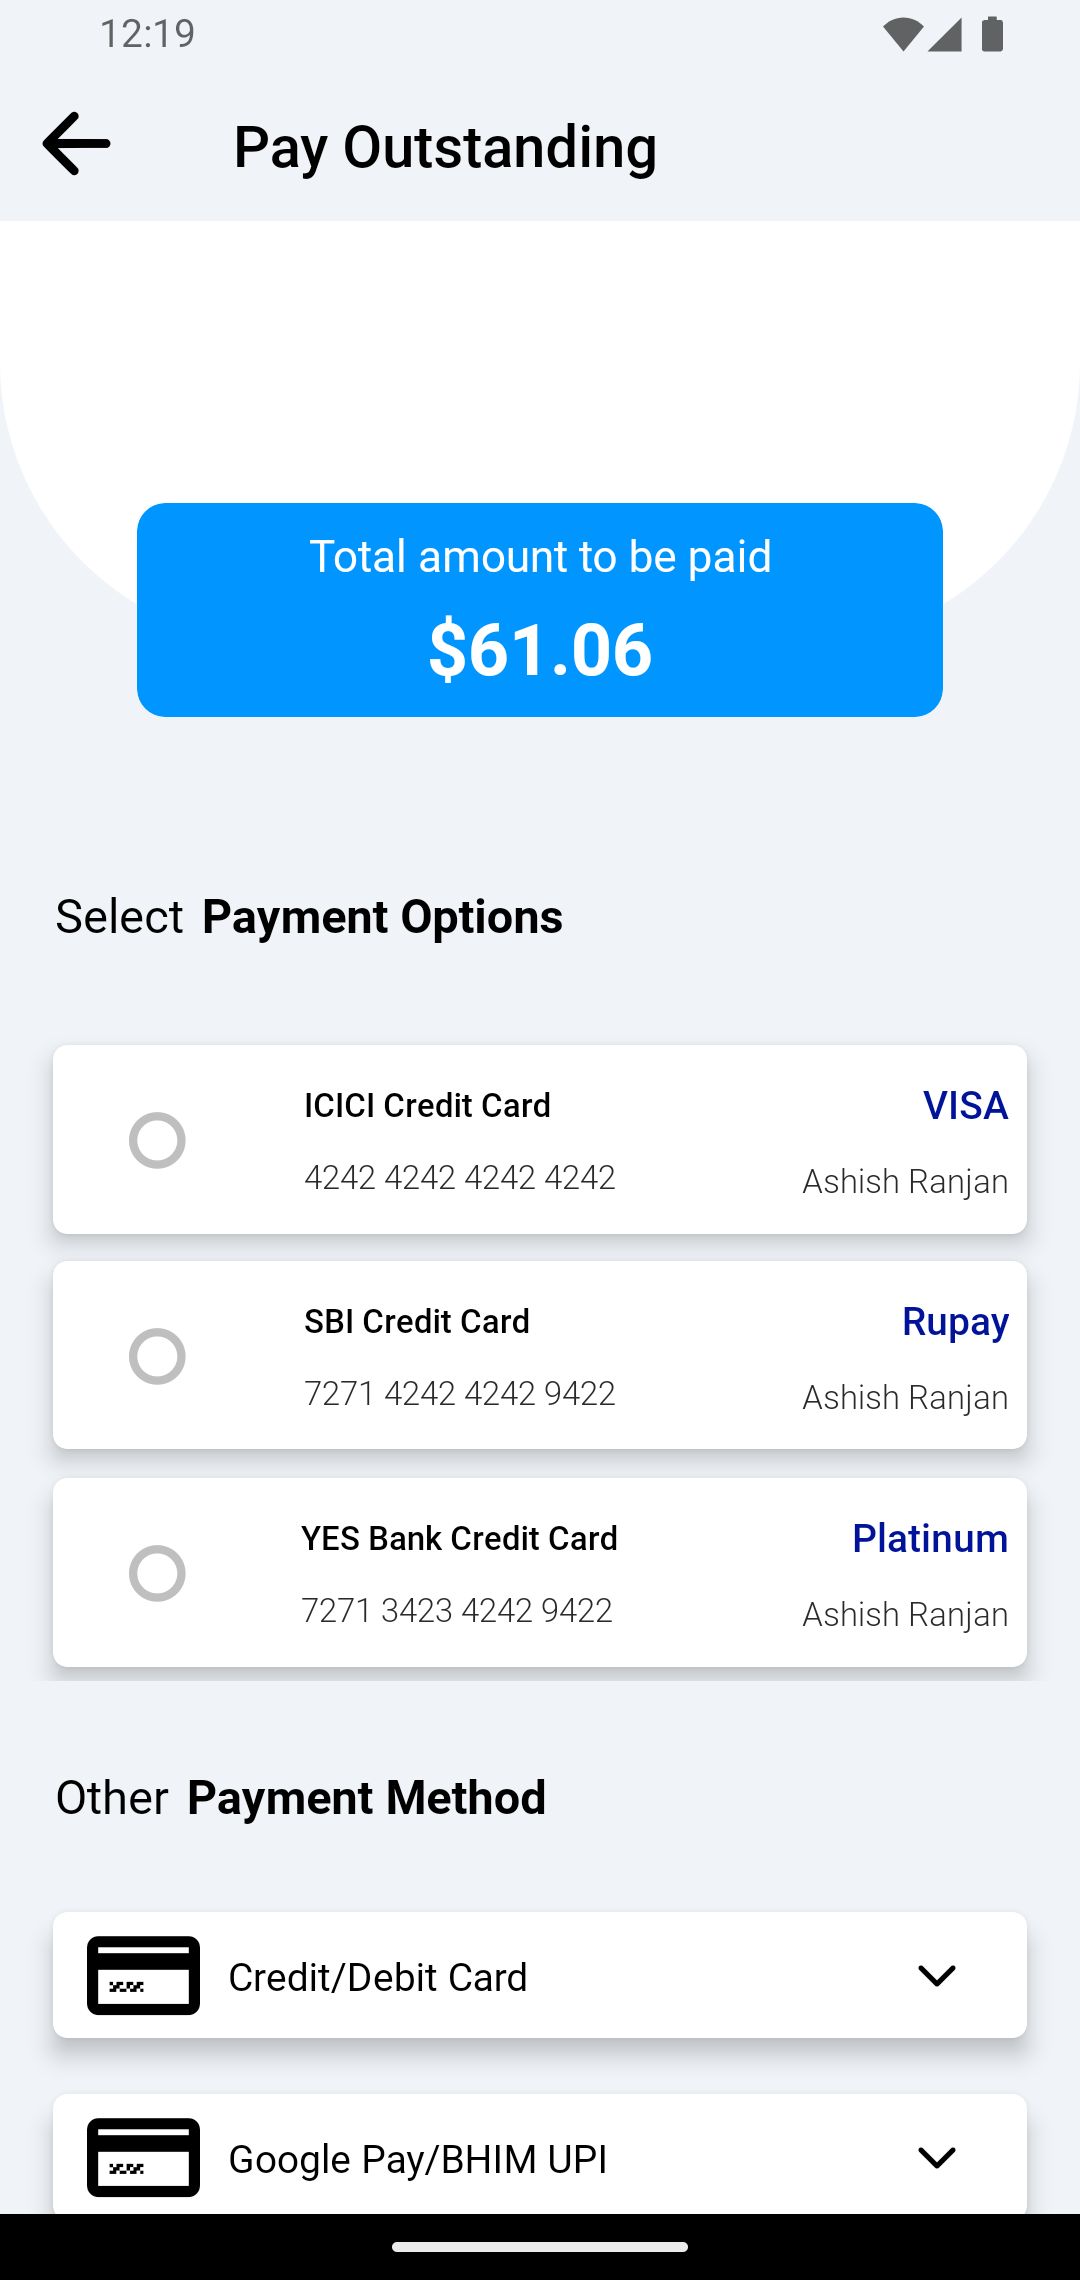 12:19
Pay Outstanding
Total amount to be paid
$61.06
Select Payment Options
ICICI Credit Card
VISA
4242 4242 4242 4242
Ashish Ranjan
SBI Credit Card
Rupay
7271 4242 4242 9422
Ashish Ranjan
YES Bank Credit Card
Platinum
7271 3423 4242 9422
Ashish Ranjan
Other Payment Method
Credit/Debit Card
Google Pay/BHIM UPI